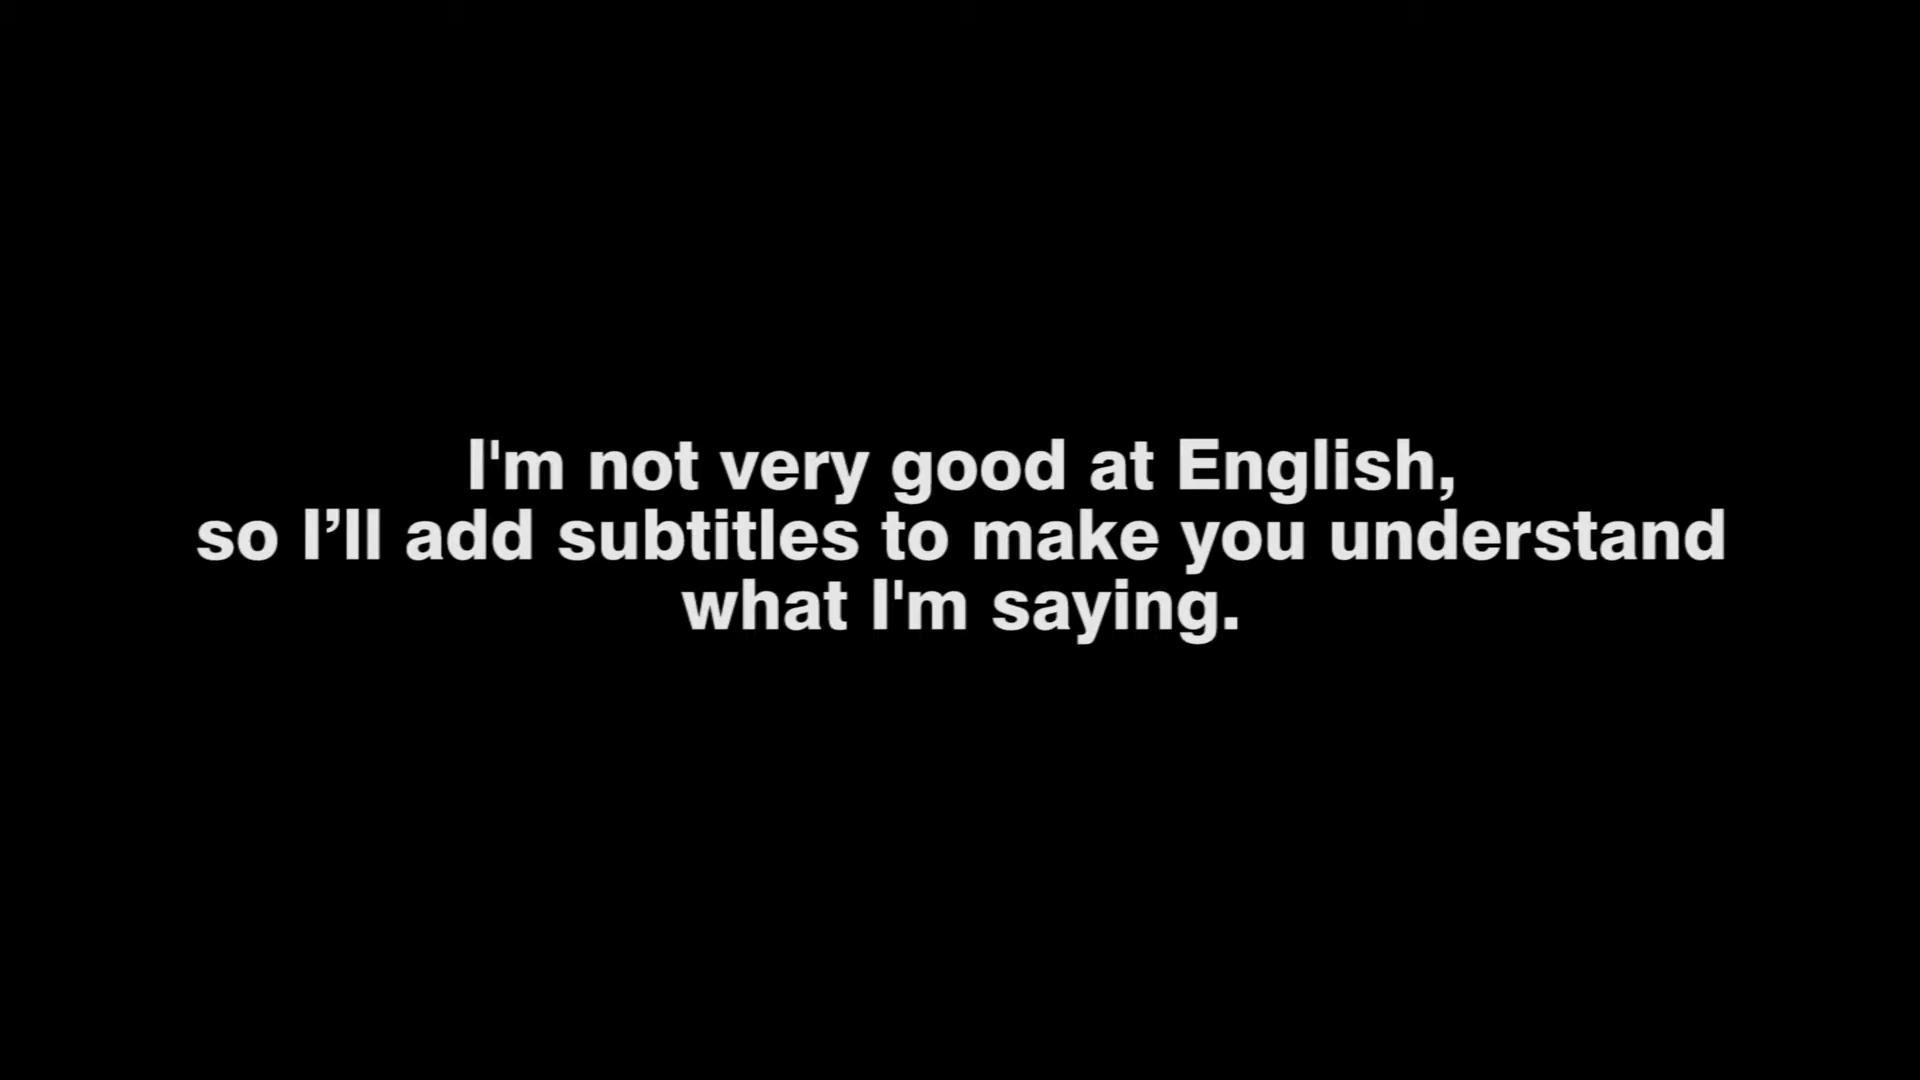 I'm not very good at English,
so I’ll add subtitles to make you understand
what I'm saying.